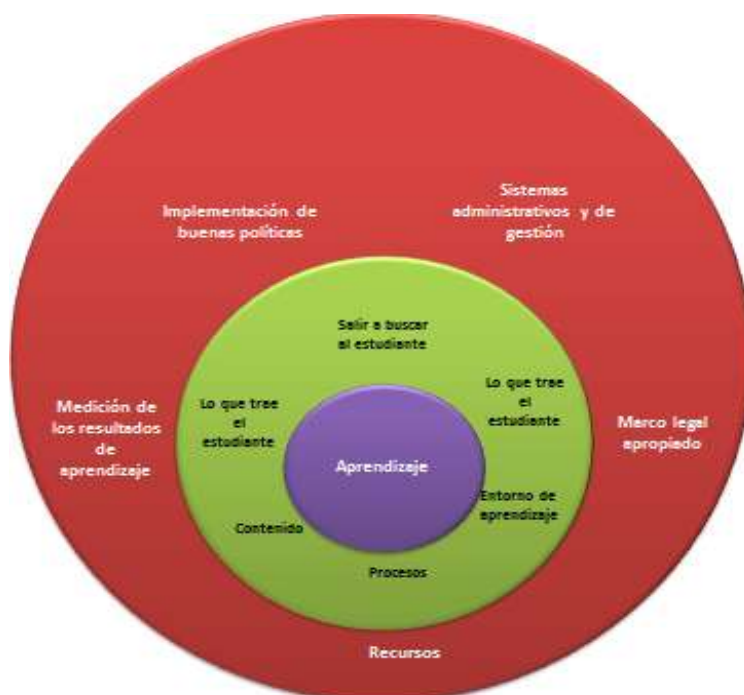 Implementación de
buenas políticas
Sistemas
administrativos y de
gestión
Salir a buscar
al estudiante
Lo que trae
el
estudiante
Lo que trae
el
estudiante
Medición de
los resultados
de
aprendizaje
Marco legal
apropiado
Aprendizaje
Entorno de
aprendizaje
Contenido
Procesos
Recursos